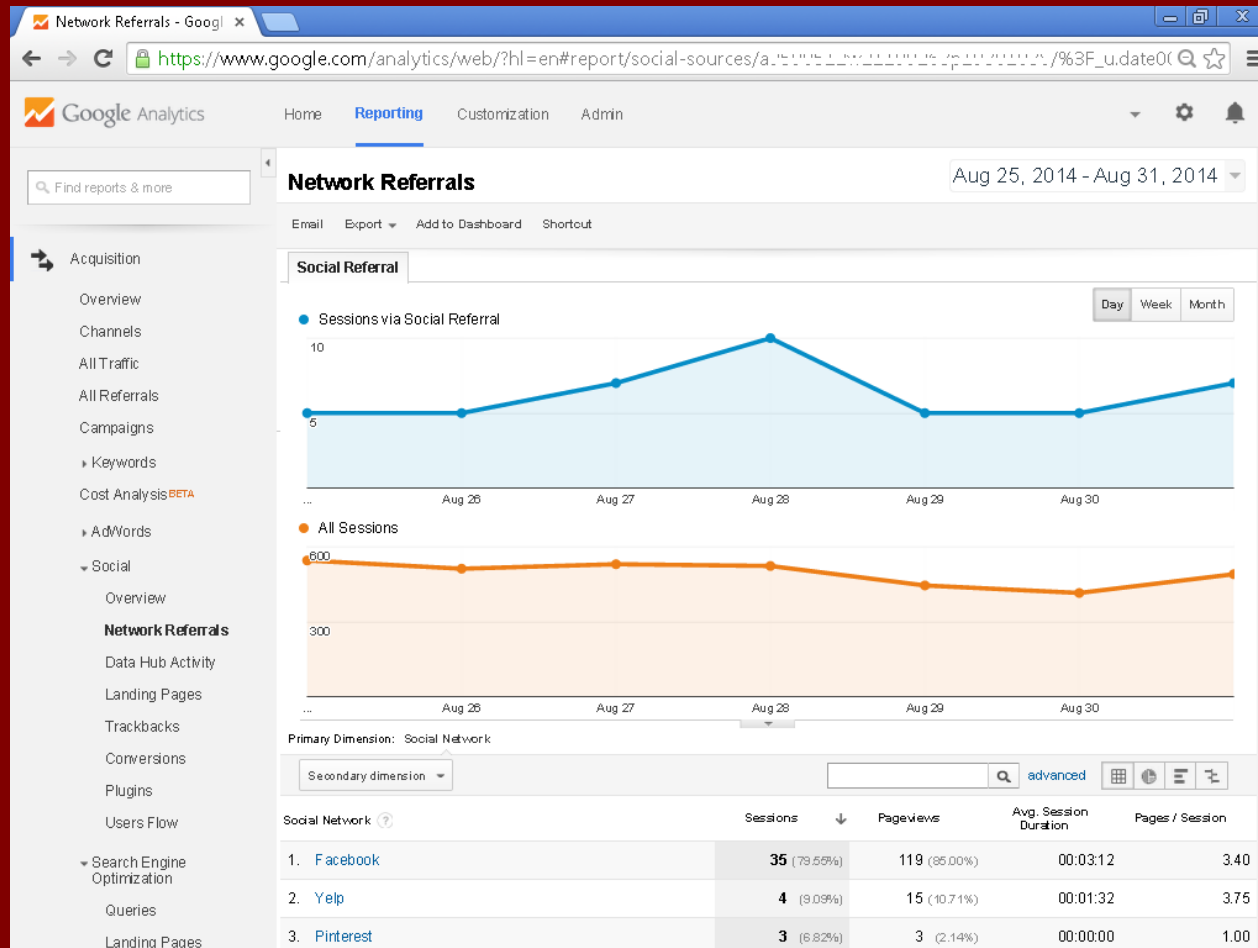 Network Referrals - Googl
https://www.google.com/analytics/web/?hl=en#report/social-sources/ /%3F_u.date0(
Google Analytics
Home Reporting Customization Admin
Find reports & more
Network Referrals
Aug 25, 2014 - Aug 31, 2014
Email Export Add to Dashboard Shortcut
Acquisition
Overview
Channels
All Traffic
All Referrals
Campaigns
Keywords
Cost Analysis BETA
AdWords
Social
Overview
Network Referrals
Data Hub Activity
Landing Pages
Trackbacks
Conversions
Plugins
Users Flow
Search Engine
Optimization
Queries
Landing Pages
Social Referral
Day Week Month
Sessions via Social Referral
10
5
... Aug 26 Aug 27 Aug 28 Aug 29 Aug 30
All Sessions
600
300
... Aug 26 Aug 27 Aug 28 Aug 29 Aug 30
Primary Dimension: Social Network
Secondary dimension advanced
Social Network ? Sessions Pageviews Avg. Session Duration Pages / Session
1. Facebook 35 (79.55%) 119 (85.00%) 00:03:12 3.40
2. Yelp 4 (9.09%) 15 (10.71%) 00:01:32 3.75
3. Pinterest 3 (6.82%) 3 (2.14%) 00:00:00 1.00